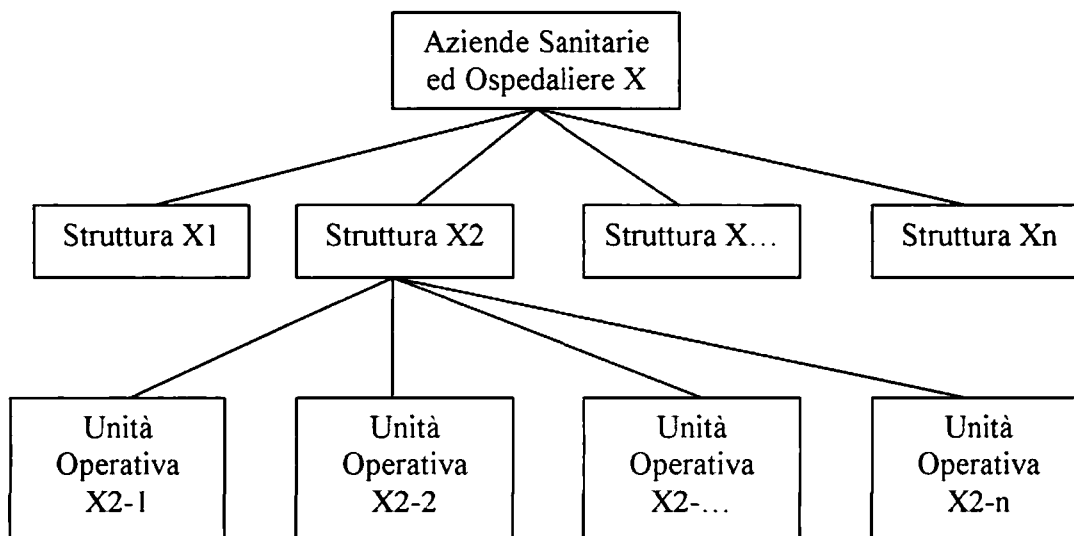 Aziende Sanitarie
ed Ospedaliere X
Struttura X1
Struttura X2
Struttura X...
Struttura Xn
Unità
Operativa
X2-1
Unità
Operativa
X2-2
Unità
Operativa
X2-...
Unità
Operativa
X2-n